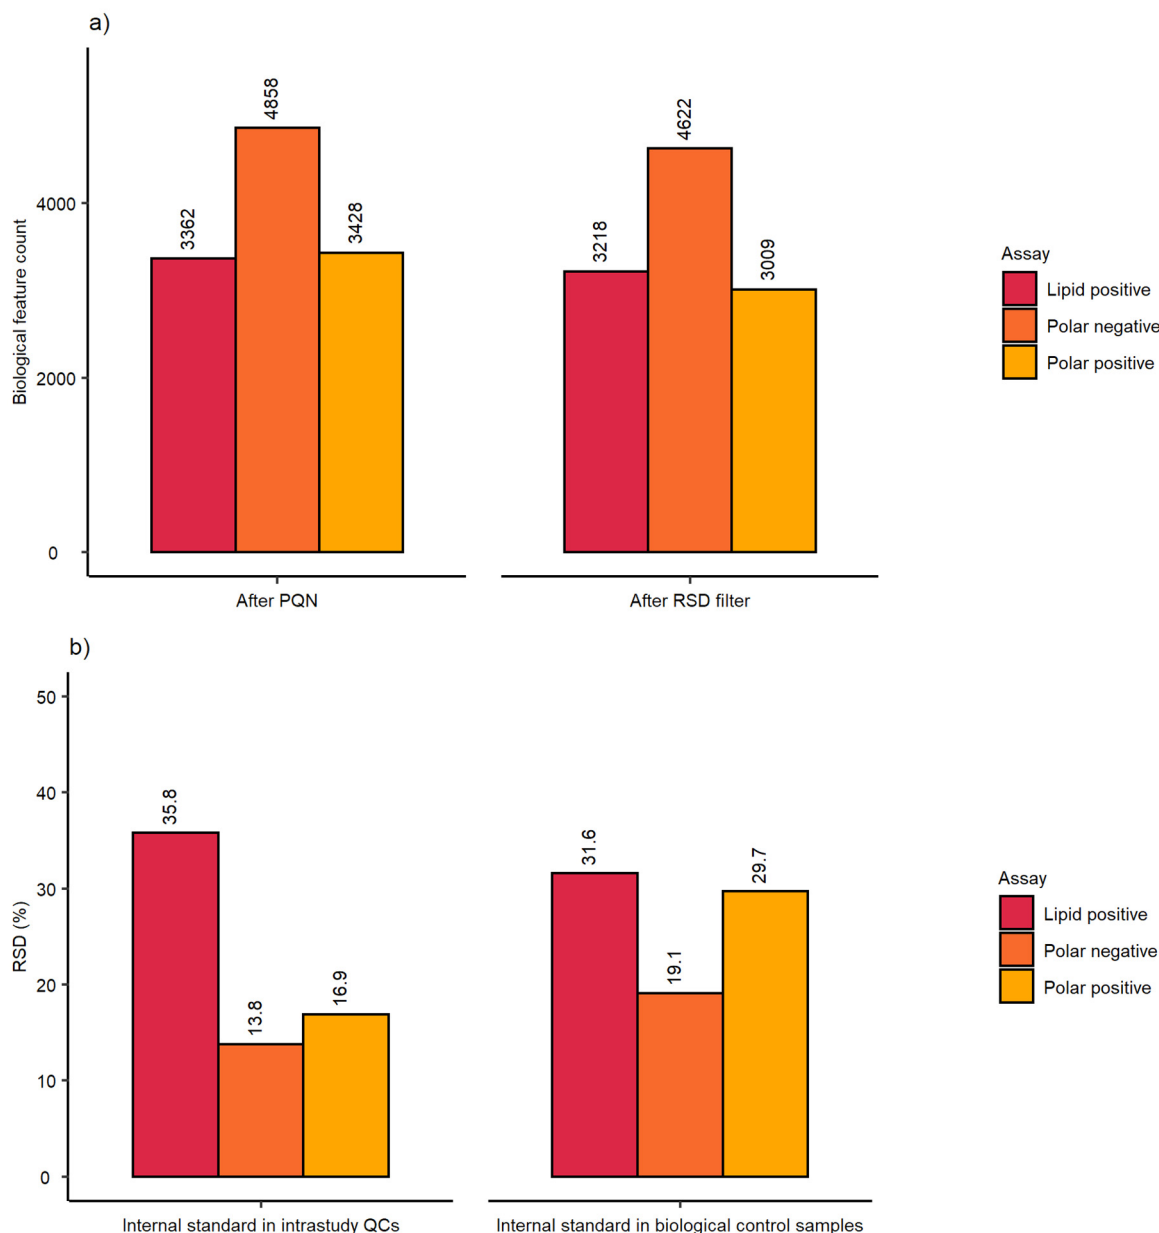 a)
Biological feature count
4000
2000
0
3362
4858
3428
3218
4622
3009
After PQN
After RSD filter
Assay
Lipid positive
Polar negative
Polar positive
b)
RSD (%)
50
40
30
20
10
0
35.8
13.8
16.9
31.6
19.1
29.7
Internal standard in intrastudy QCs
Internal standard in biological control samples
Assay
Lipid positive
Polar negative
Polar positive